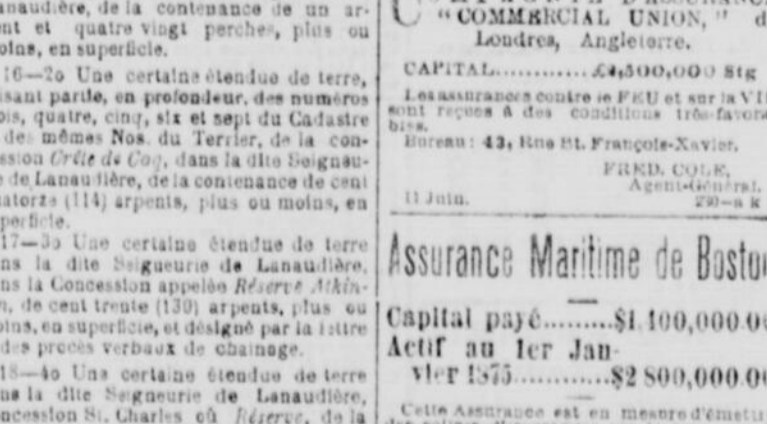 anaudière, de la contenance de un ar-
nt et quatre vingt perches, plus ou
oins, en superficie.
16—2o Une certaine étendue de terre,
isant partie, en profondeur, des numéros
ois, quatre, cinq, six et sept du Cadastre
des mêmes Nos. du Terrier, de la con-
ssion Crête de Coq, dans la dite Seigneu-
e de Lanaudière, de la contenance de cent
uatorze (114) arpents, plus ou moins, en
perficie.
17—3o Une certaine étendue de terre
ns la dite Seigneurie de Lanaudière,
ns la Concession appelée Réserve Atkin-
n, de cent trente (130) arpents, plus ou
oins, en superficie, et désigné par la lettre
des procès verbaux de chainage.
18—4o Une certaine étendue de terre
ns la dite Seigneurie de Lanaudière,
ncession St. Charles où Réserve, de la
D'ASSURANC
"COMMERCIAL UNION," d
Londres, Angleterre.
CAPITAL............ Stg
Les assurances contre le FEU et sur la VI
sont reçues à des conditions très-favora
bles.
Bureau : 43, Rue St. François-Xavier.
FRED. COLE,
Agent-Général.
11 Juin.
Assurance Maritime de Bosto
Capital payé.........$1,400,000.0
Actif au 1er Jan-
vier 1875............$2 800,000.0
Cette Assurance est en mesure d'émett